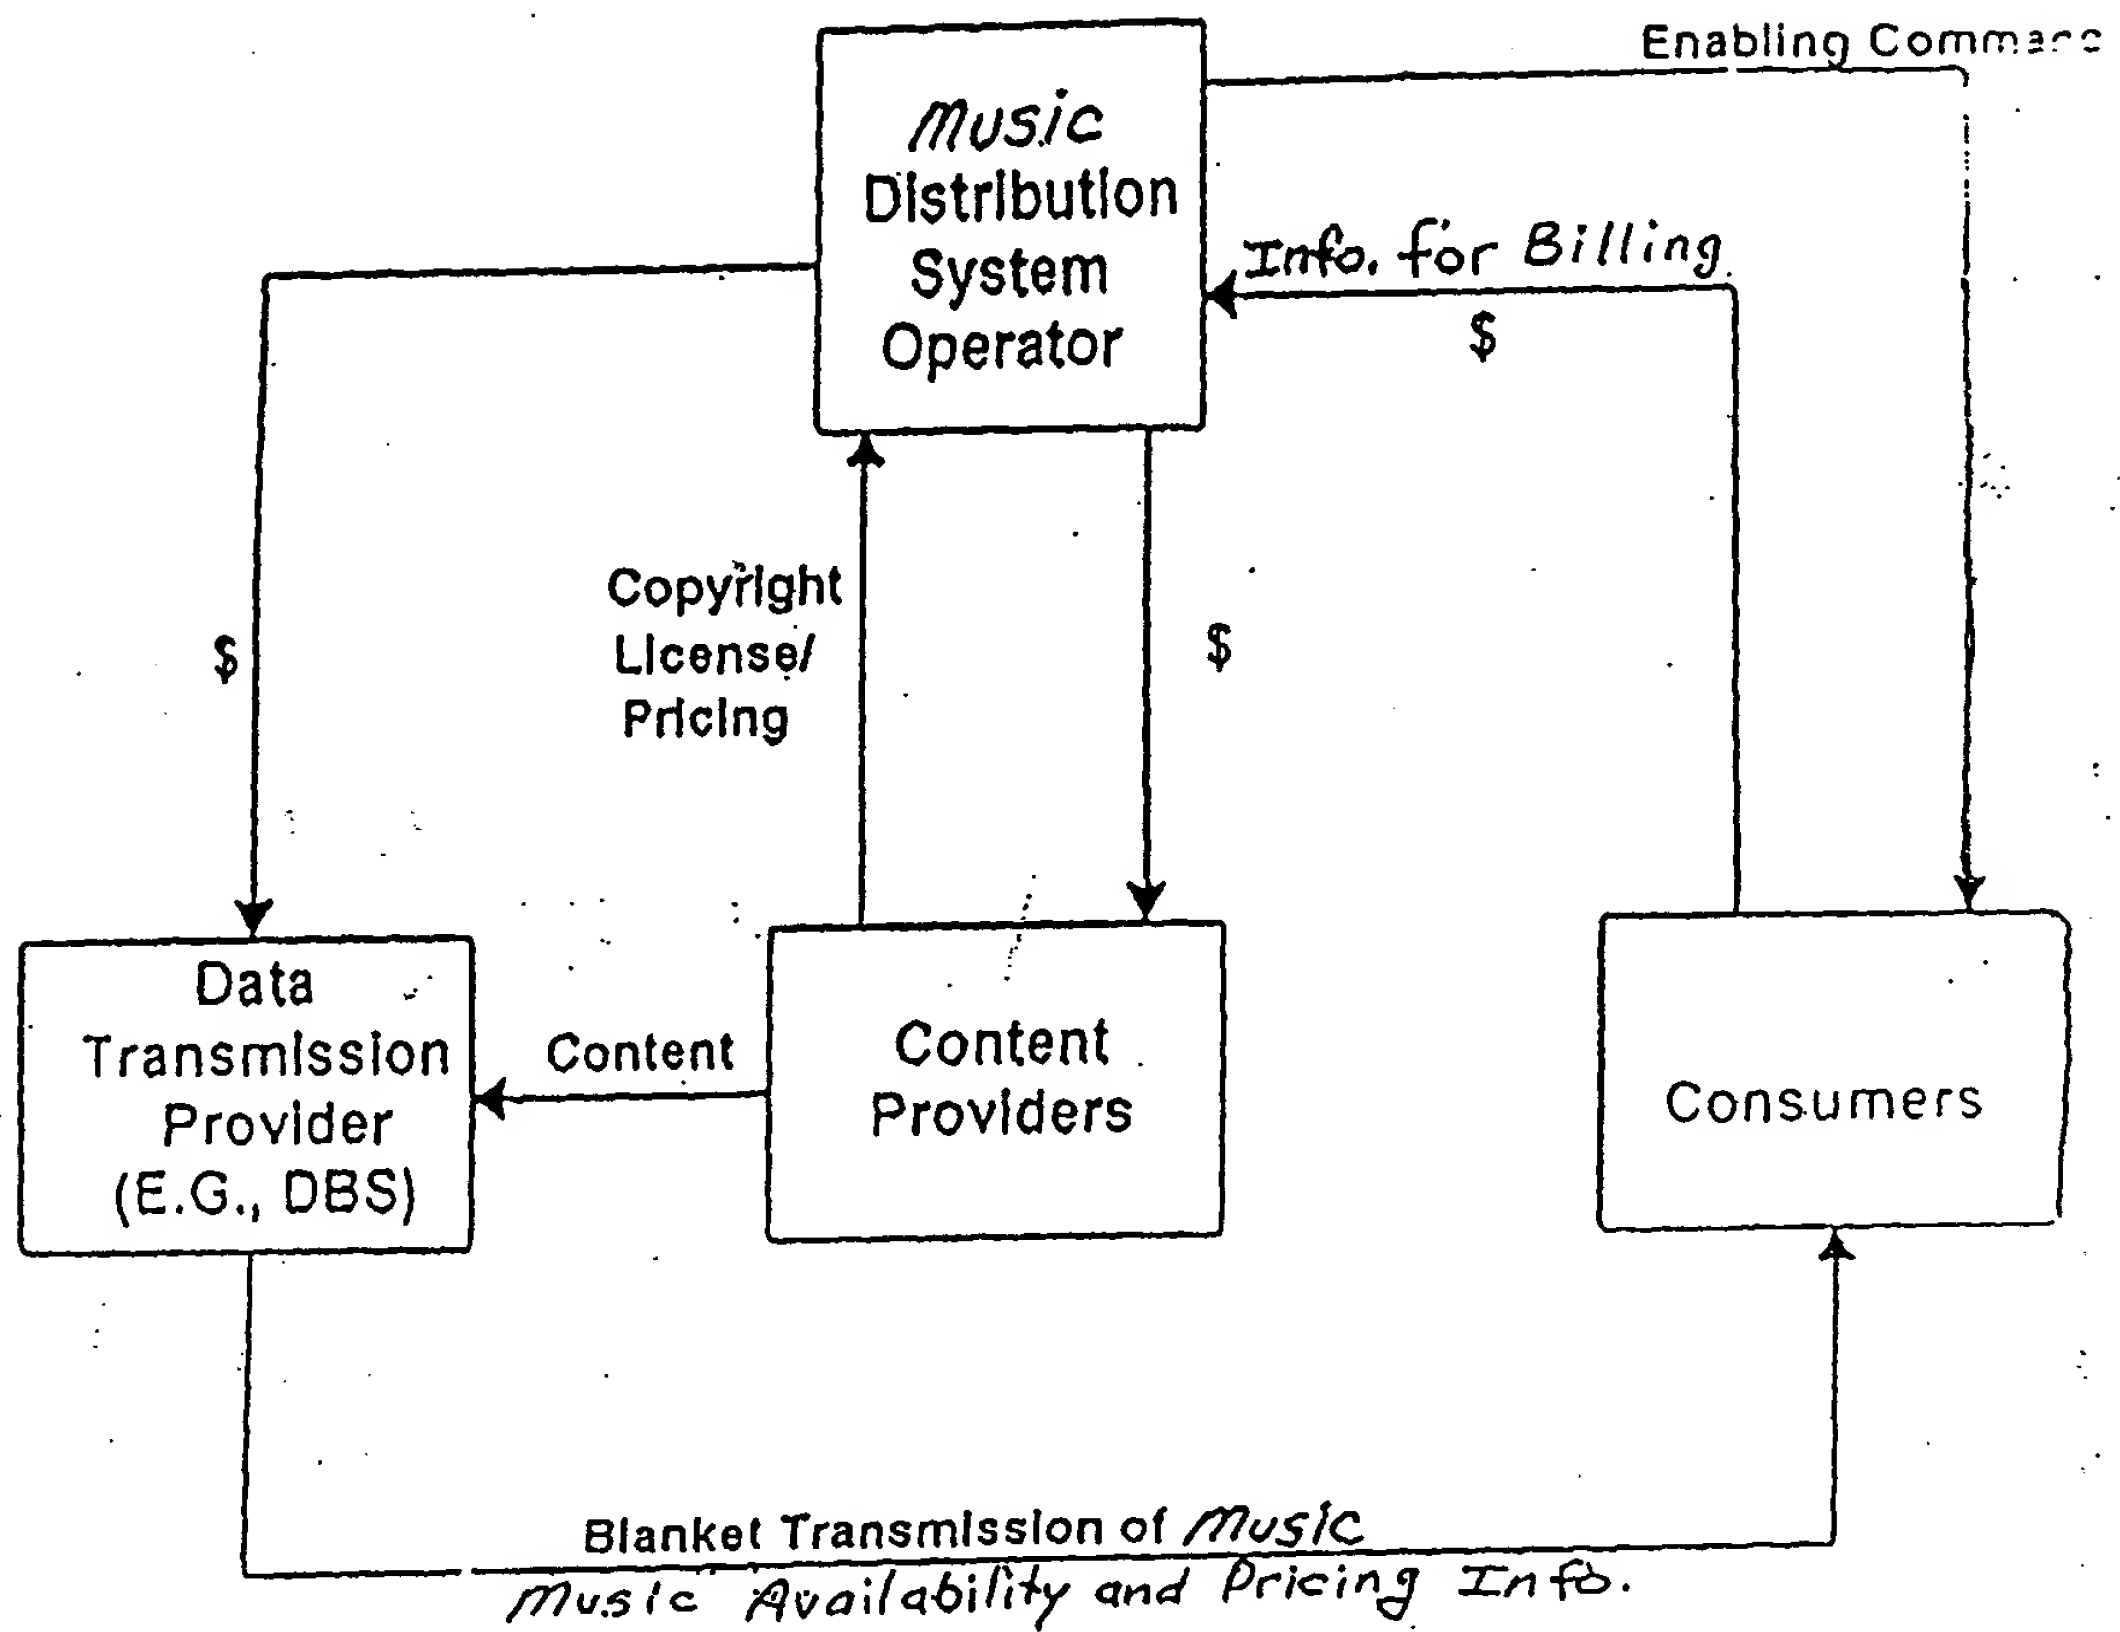 Enabling
Music
Distribution
System
Operator
Info. for Billing
$
Copyright
License/
Pricing
$
$
Data
Transmission
Provider
(E.G., DBS)
Content
Content
Providers
Consumers
Blanket Transmission of Music
Music Availability and Pricing Info.